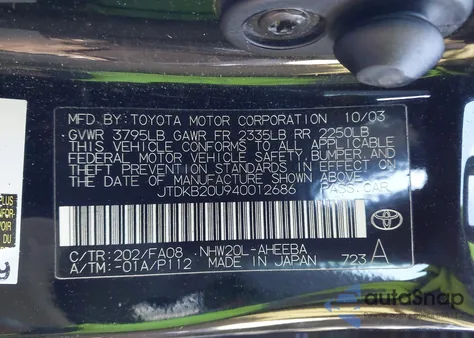 MFD.BY: TOYOTA MOTOR CORPORATION 10/03
GVWR 3795LB GAWR FR 2335LB RR 2250LB
THIS VEHICLE CONFORMS TO ALL APPLICABLE
FEDERAL MOTOR VEHICLE SAFETY, BUMPER, AND
THEFT PREVENTION STANDARDS IN EFFECT ON
THE DATE OF MANUFACTURE SHOWN ABOVE.
JTDKB20U940012686 PASS.CAR
C/TR: 202/FA08 NHW20L-AHEEBA
A/TM: -01A/P112 MADE IN JAPAN 723 A
autoSnap